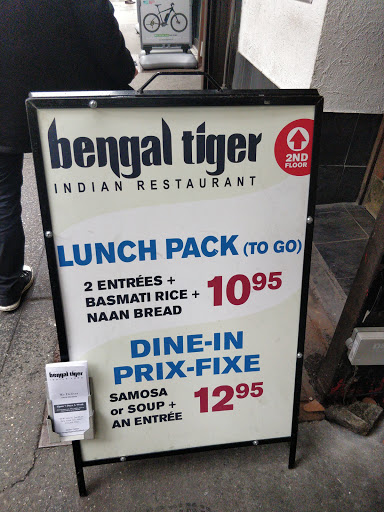 bengal tiger
INDIAN RESTAURANT
2ND
FLOOR
LUNCH PACK (TO GO)
2 ENTRÉES +
BASMATI RICE +
NAAN BREAD
10 95
DINE-IN
PRIX-FIXE
SAMOSA
or SOUP +
AN ENTRÉE
12 95
bengal tiger